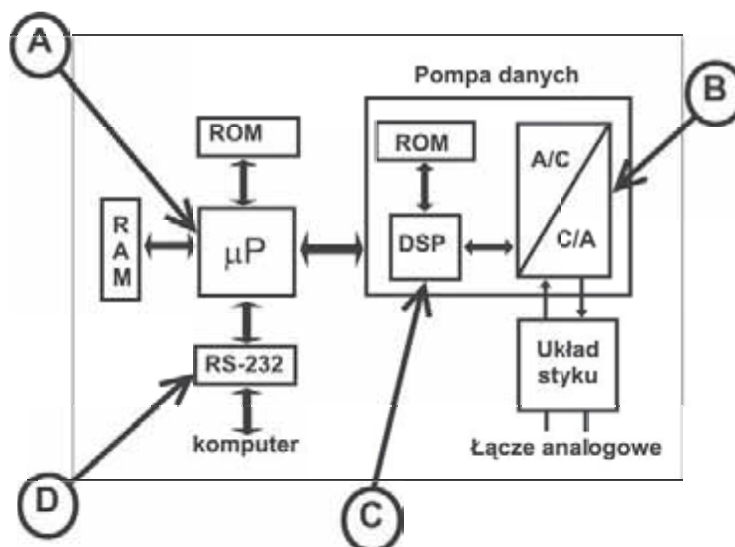 A
B
Pompa danych
ROM
ROM
A/C
C/A
R
A
M
µP
DSP
RS-232
Układ
styku
komputer
Łącze analogowe
D
C